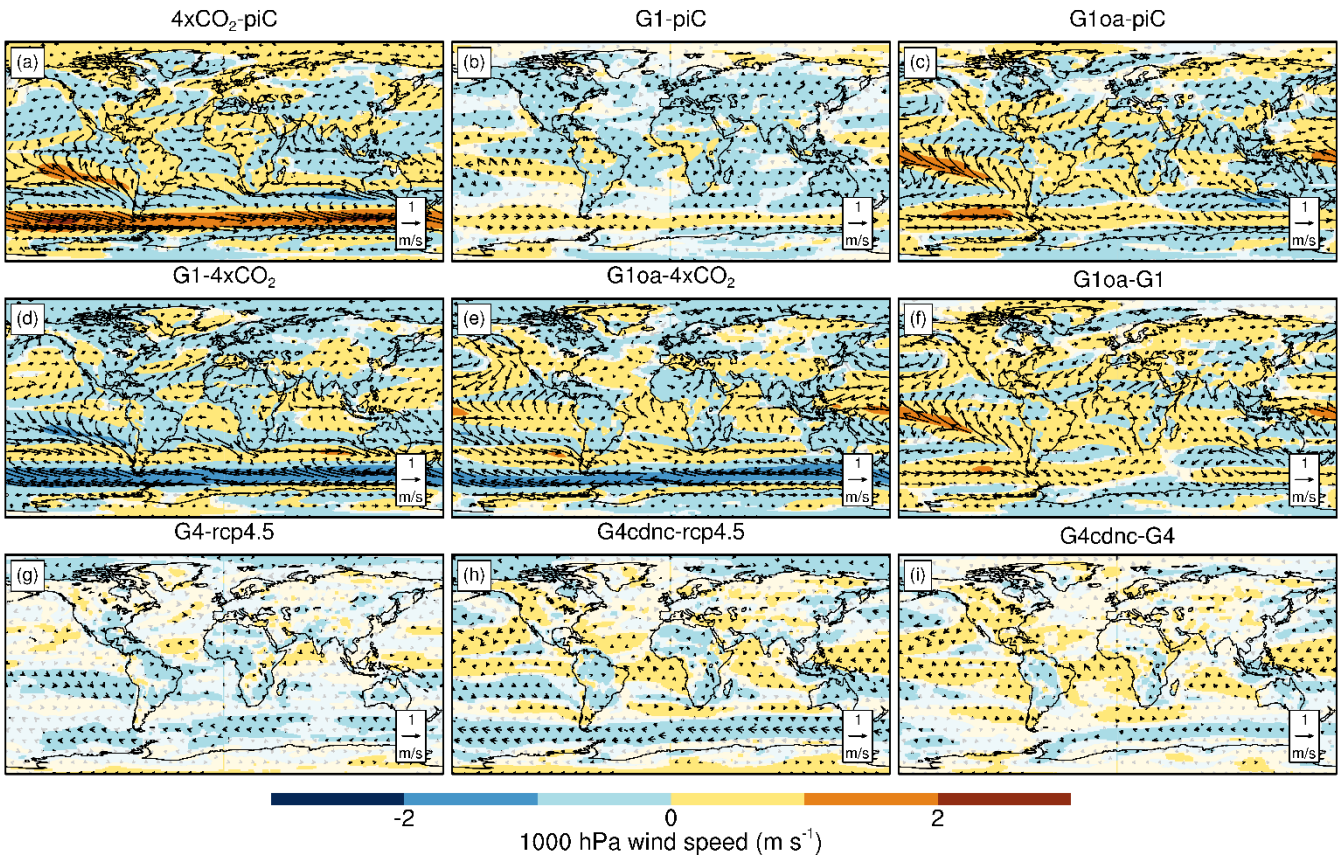 4xCO₂-piC
G1-piC
G1oa-piC
(a)
(b)
(c)
1
m/s
1
m/s
1
m/s
G1-4xCO₂
G1oa-4xCO₂
G1oa-G1
(d)
(e)
(f)
1
m/s
1
m/s
1
m/s
G4-rcp4.5
G4cdnc-rcp4.5
G4cdnc-G4
(g)
(h)
(i)
1
m/s
1
m/s
1
m/s
-2
0
2
1000 hPa wind speed (m s⁻¹)